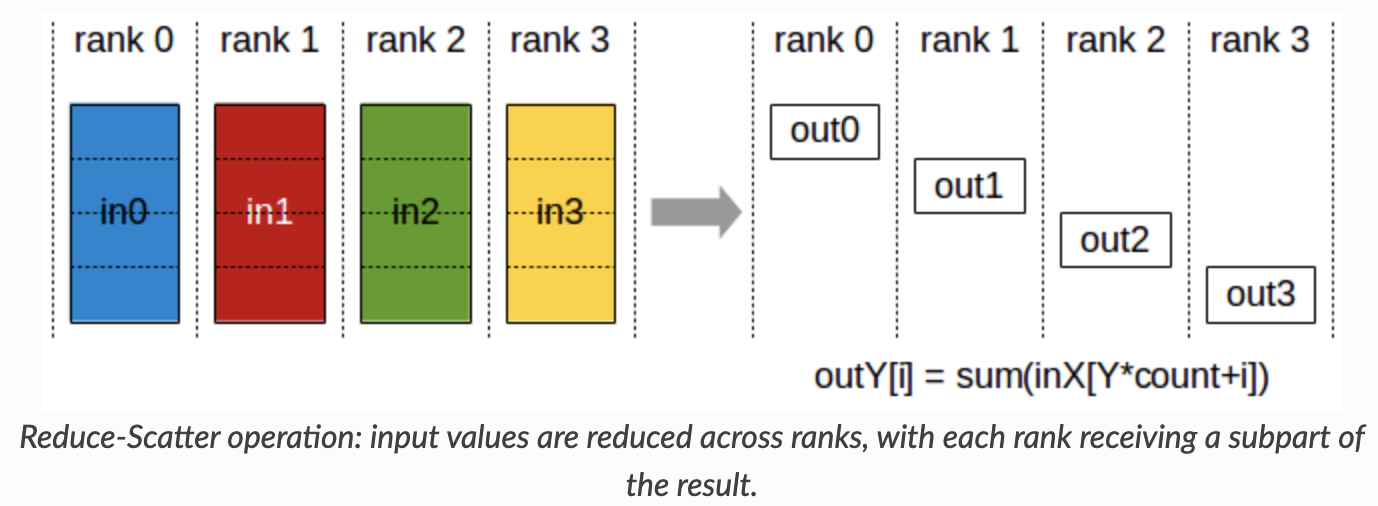 rank 0 rank 1 rank 2 rank 3 rank 0 rank 1 rank 2 rank 3
out0
out1
in0 in1 in2 in3
out2
out3
outY[i] = sum(inX[Y*count+i])
Reduce-Scatter operation: input values are reduced across ranks, with each rank receiving a subpart of
the result.